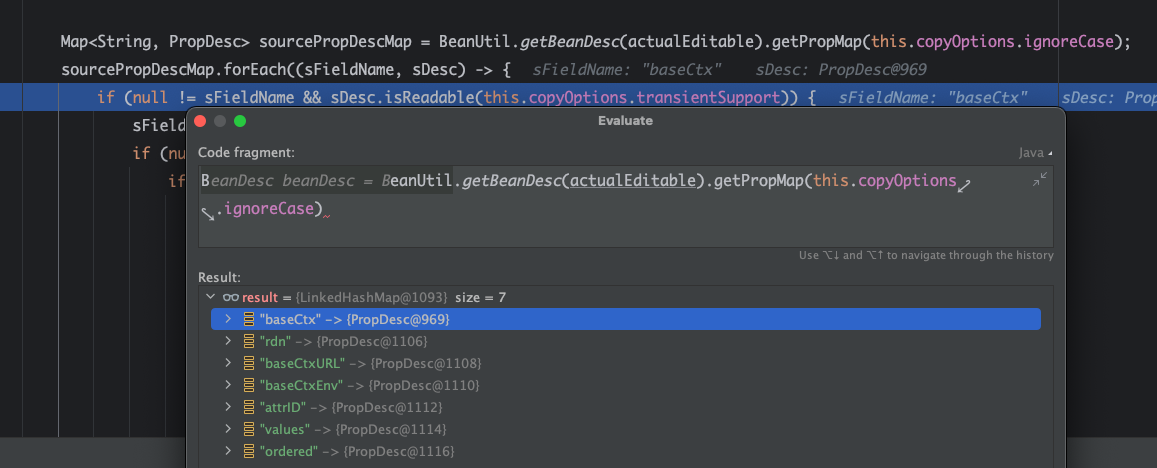 Map<String, PropDesc> sourcePropDescMap = BeanUtil.getBeanDesc(actualEditable).getPropMap(this.copyOptions.ignoreCase);
sourcePropDescMap.forEach((sFieldName, sDesc) -> { sFieldName: "baseCtx" sDesc: PropDesc@969
if (null != sFieldName && sDesc.isReadable(this.copyOptions.transientSupport)) { sFieldName: "baseCtx" sDesc: Prop
sField
if (nu
if
Evaluate
Code fragment:
Java
BeanDesc beanDesc = BeanUtil.getBeanDesc(actualEditable).getPropMap(this.copyOptions
.ignoreCase)
Use ⌥↓ and ⌥↑ to navigate through the history
Result:
result = {LinkedHashMap@1093} size = 7
"baseCtx" -> {PropDesc@969}
"rdn" -> {PropDesc@1106}
"baseCtxURL" -> {PropDesc@1108}
"baseCtxEnv" -> {PropDesc@1110}
"attrID" -> {PropDesc@1112}
"values" -> {PropDesc@1114}
"ordered" -> {PropDesc@1116}